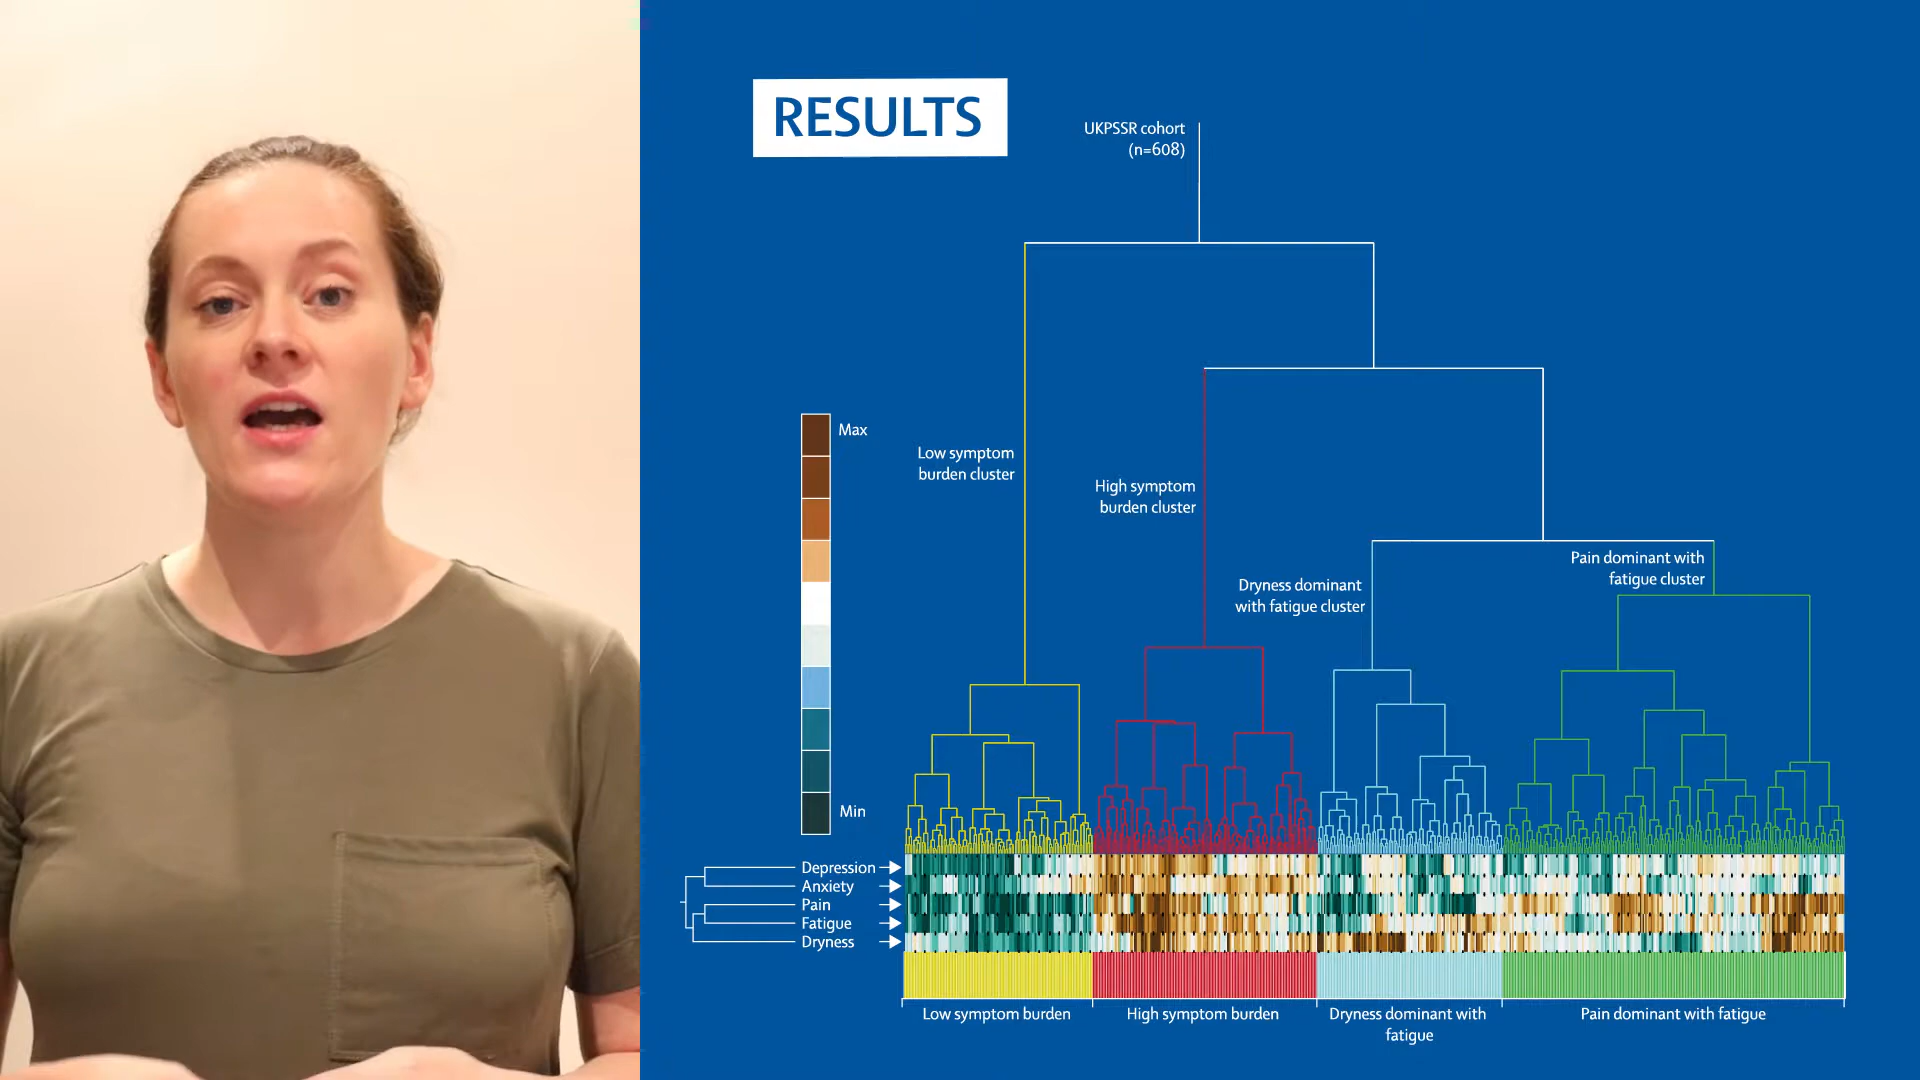 RESULTS
UKPSSR cohort
(n=608)
Max
Low symptom
burden cluster
High symptom
burden cluster
Pain dominant with
fatigue cluster
Dryness dominant
with fatigue cluster
Min
Depression
Anxiety
Pain
Fatigue
Dryness
Low symptom burden
High symptom burden
Dryness dominant with
fatigue
Pain dominant with fatigue